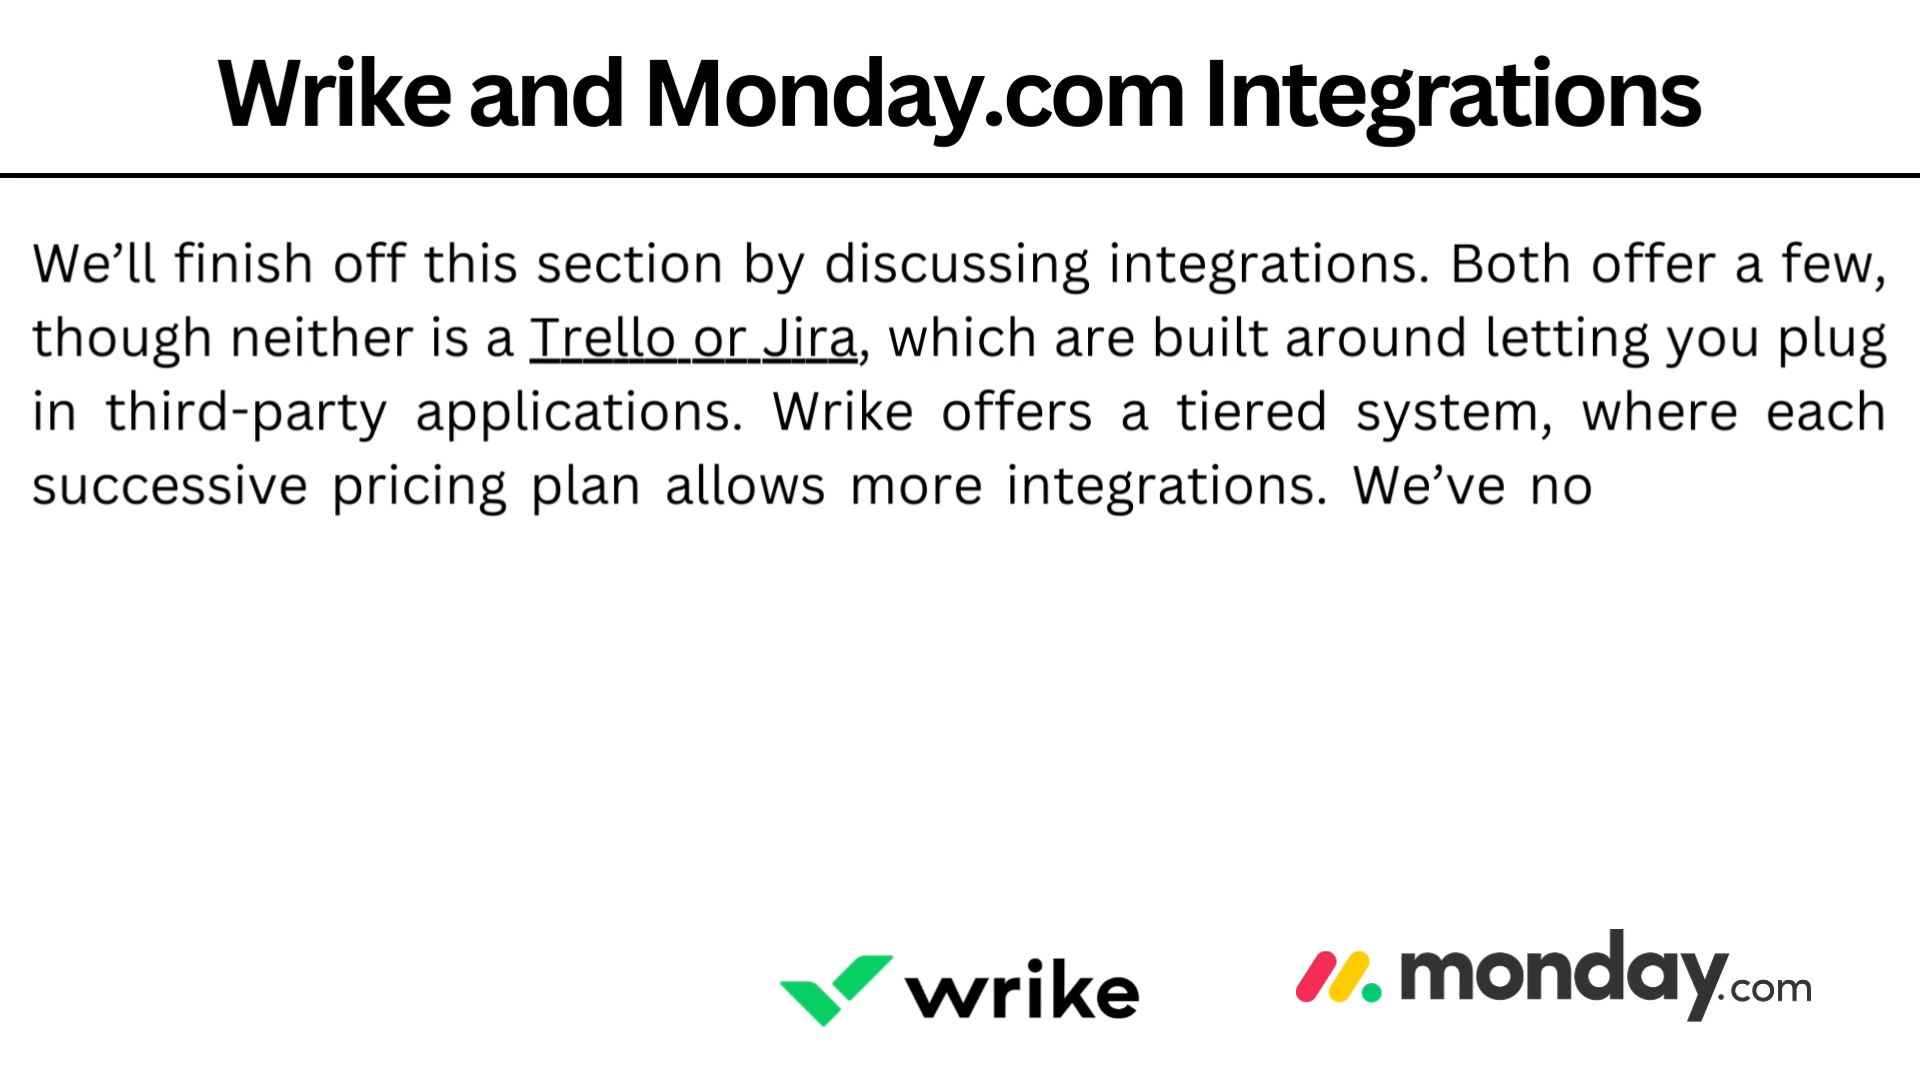 Wrike and Monday.com Integrations
We’ll finish off this section by discussing integrations. Both offer a few,
though neither is a Trello or Jira, which are built around letting you plug
in third-party applications. Wrike offers a tiered system, where each
successive pricing plan allows more integrations. We’ve no
wrike
monday.com